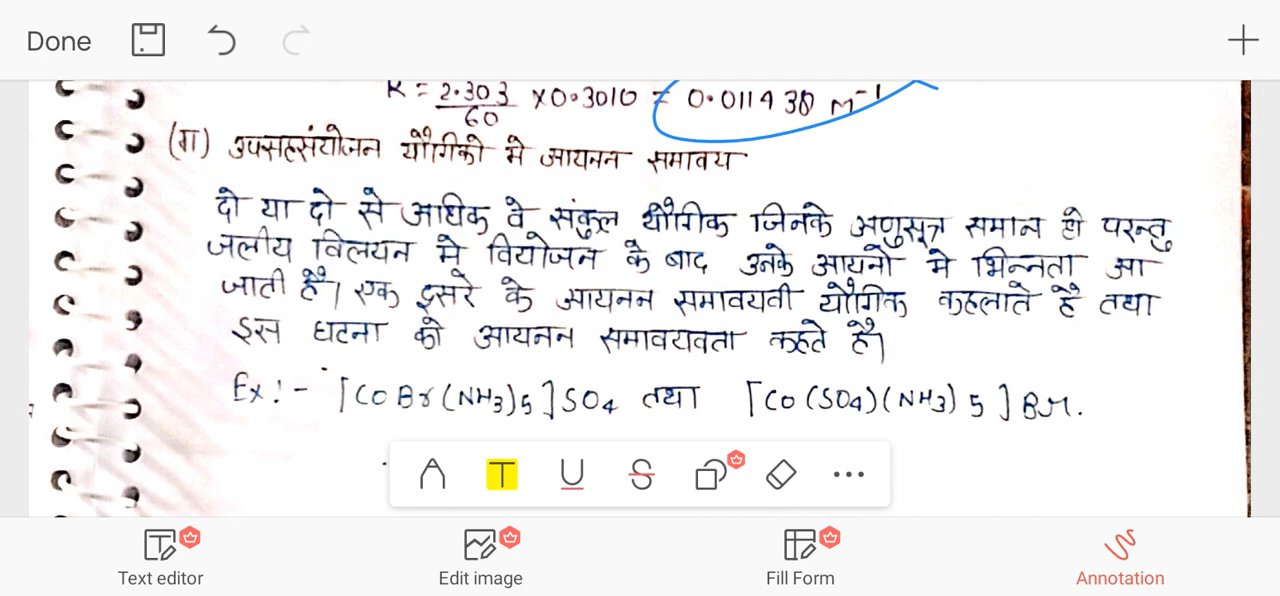 Done
K = 2.303/60 × 0.3010 = 0.011430 M⁻¹
(ग) उपसहसंयोजन यौगिको मे आयनन समावय
दो या दो से अधिक वे संकुल यौगिक जिनके अणुसूत्र समान हो परन्तु
जलीय विलयन मे वियोजन के बाद उनके आयनो मे भिन्नता आ
जाती है। एक दूसरे के आयनन समावयवी यौगिक कहलाते है तथा
इस घटना को आयनन समावयवता कहते है।
Ex:- [CoBr(NH3)5]SO4 तथा [Co(SO4)(NH3)5]Br.
T U S
Text editor Edit image Fill Form Annotation